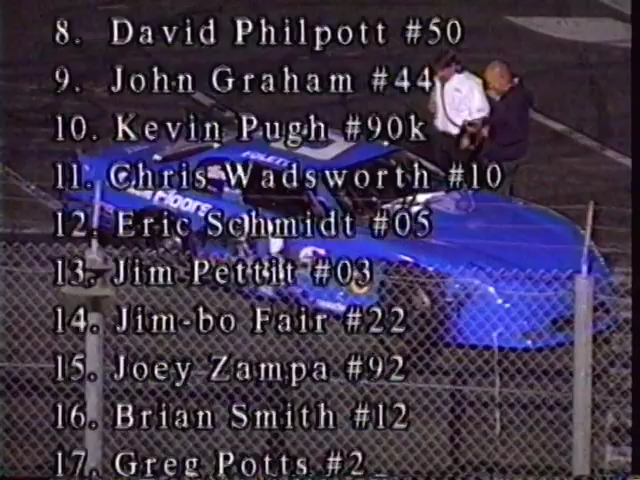 8. David Philpott #50
9. John Graham #44
10. Kevin Pugh #90k
11. Chris Wadsworth #10
12. Eric Schmidt #05
13. Jim Pettit #03
14. Jim-bo Fair #22
15. Joey Zampa #92
16. Brian Smith #12
17. Greg Potts #2
Floors